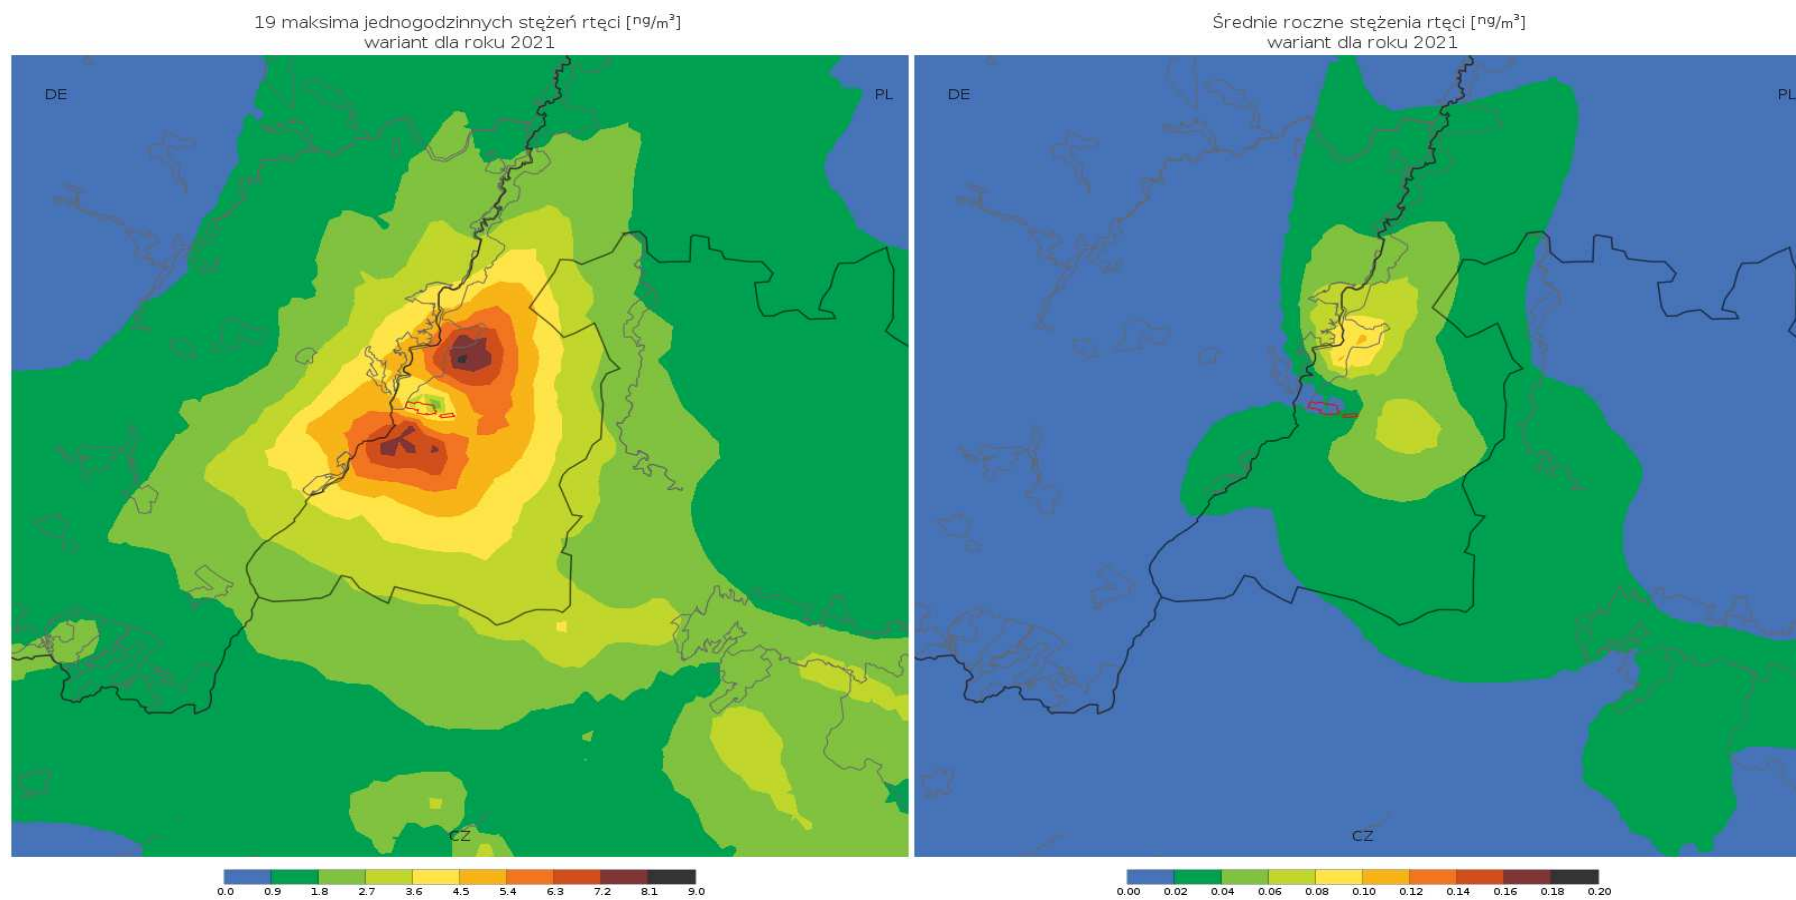 19 maksima jednogodzinnych stężeń rtęci [ng/m³]
wariant dla roku 2021
DE
PL
CZ
0.0 0.9 1.8 2.7 3.6 4.5 5.4 6.3 7.2 8.1 9.0
Średnie roczne stężenia rtęci [ng/m³]
wariant dla roku 2021
DE
PL
CZ
0.00 0.02 0.04 0.06 0.08 0.10 0.12 0.14 0.16 0.18 0.20